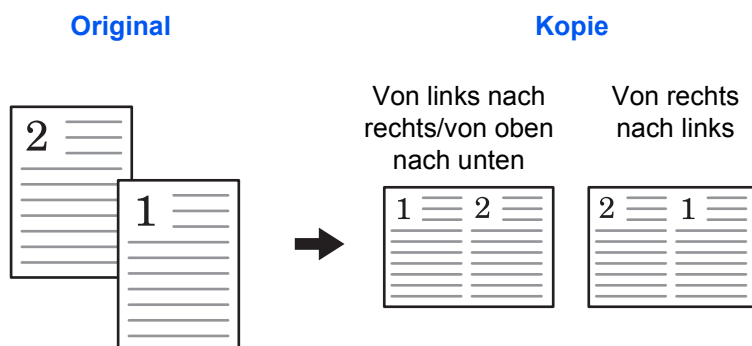 Original
Kopie
Von links nach
rechts/von oben
nach unten
Von rechts
nach links
2
1
1 2
2 1